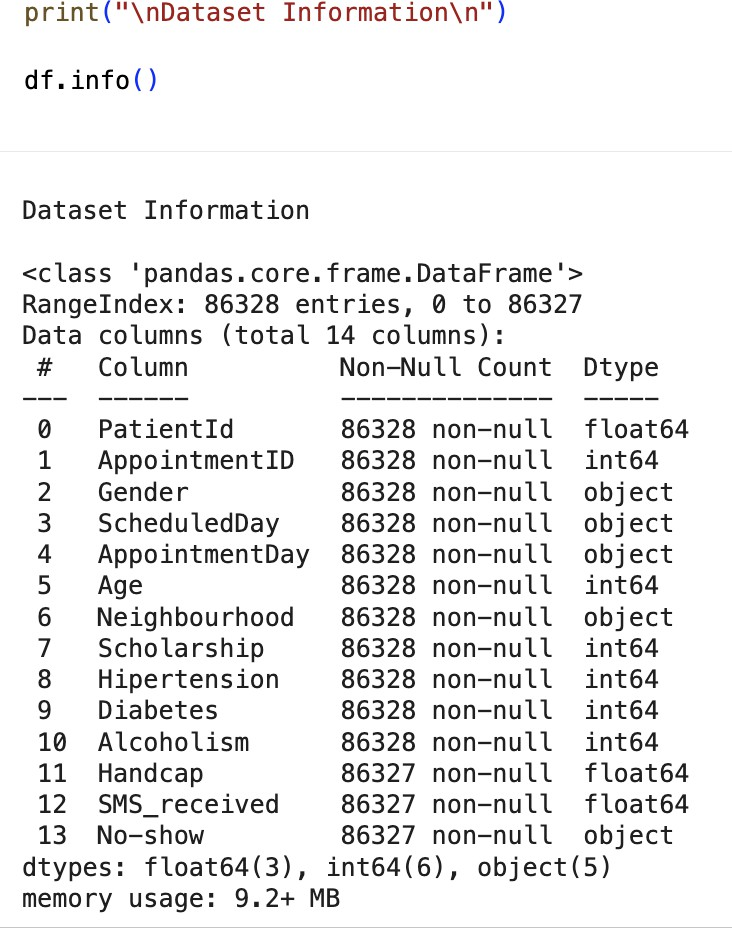 print("\nDataset Information\n")
df.info()
Dataset Information
<class 'pandas.core.frame.DataFrame'>
RangeIndex: 86328 entries, 0 to 86327
Data columns (total 14 columns):
 #   Column          Non-Null Count  Dtype
---  ------          --------------  -----
 0   PatientId       86328 non-null  float64
 1   AppointmentID   86328 non-null  int64
 2   Gender          86328 non-null  object
 3   ScheduledDay    86328 non-null  object
 4   AppointmentDay  86328 non-null  object
 5   Age             86328 non-null  int64
 6   Neighbourhood   86328 non-null  object
 7   Scholarship     86328 non-null  int64
 8   Hipertension    86328 non-null  int64
 9   Diabetes        86328 non-null  int64
 10  Alcoholism      86328 non-null  int64
 11  Handcap         86327 non-null  float64
 12  SMS_received    86327 non-null  float64
 13  No-show         86327 non-null  object
dtypes: float64(3), int64(6), object(5)
memory usage: 9.2+ MB